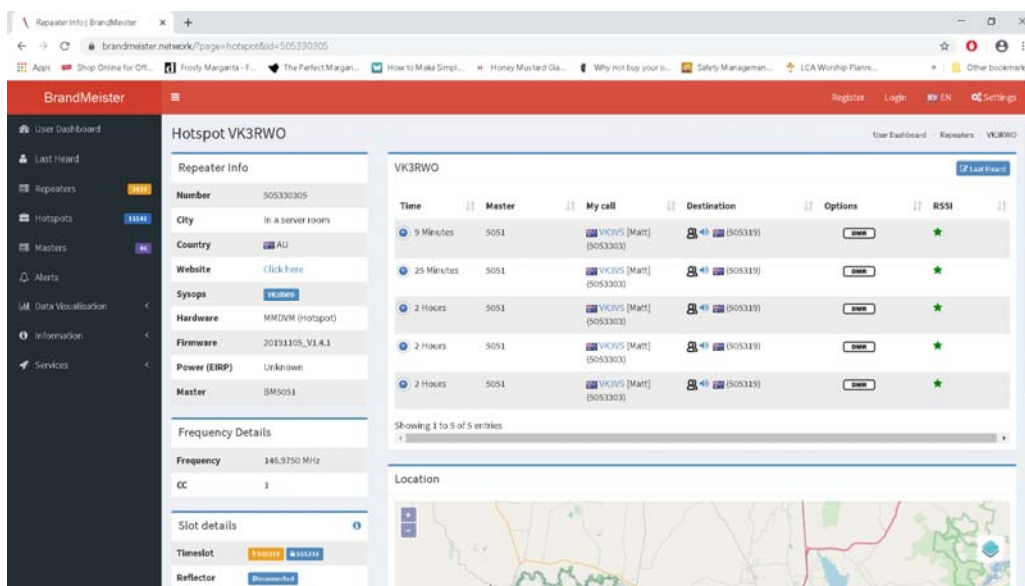 Repeater Info | BrandMeister
brandmeister.network/?page=hotspot&id=505330305
Apps Shop Online for Off... Frosty Margarita - F... The Perfect Margari... How to Make Simpl... Honey Mustard Gla... Why not buy your o... Safety Managemen... LCA Worship Plann... Other bookmark
BrandMeister Register Login EN Settings
User Dashboard
Last Heard
Repeaters
Hotspots 11541
Masters
Alerts
Data Visualisation
Information
Services
Hotspot VK3RWO
User Dashboard Repeaters VK3RWO
Repeater Info
Number 505330305
City In a server room
Country AU
Website Click here
Sysops VK3RWO
Hardware MMDVM (Hotspot)
Firmware 20191105_V1.4.1
Power (EIRP) Unknown
Master BM5051
Frequency Details
Frequency 146.9750 MHz
CC 1
Slot details
Timeslot 505319 505319
Reflector Disconnected
VK3RWO Last Heard
Time Master My call Destination Options RSSI
9 Minutes 5051 VK3VS [Matt] (505319) DMR
(5053303)
25 Minutes 5051 VK3VS [Matt] (505319) DMR
(5053303)
2 Hours 5051 VK3VS [Matt] (505319) DMR
(5053303)
2 Hours 5051 VK3VS [Matt] (505319) DMR
(5053303)
2 Hours 5051 VK3VS [Matt] (505319) DMR
(5053303)
Showing 1 to 5 of 5 entries
Location